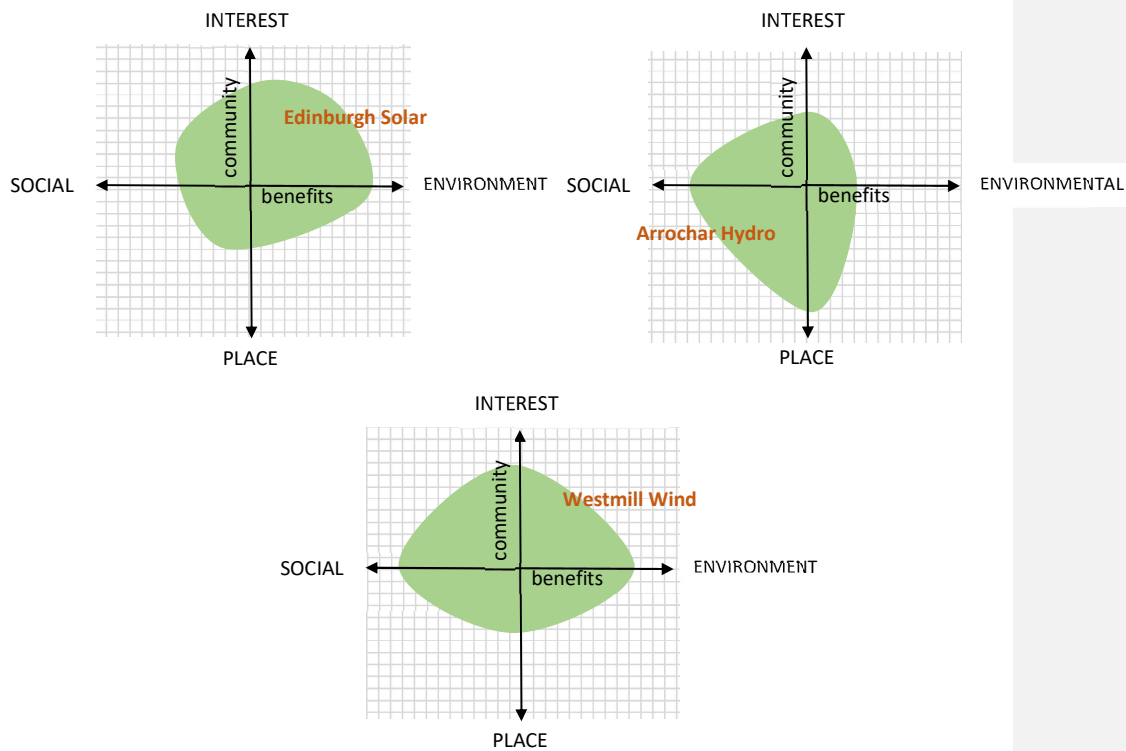 INTEREST
community
Edinburgh Solar
SOCIAL
benefits
ENVIRONMENT
PLACE
INTEREST
community
SOCIAL
benefits
ENVIRONMENTAL
Arrochar Hydro
PLACE
INTEREST
community
Westmill Wind
SOCIAL
benefits
ENVIRONMENT
PLACE